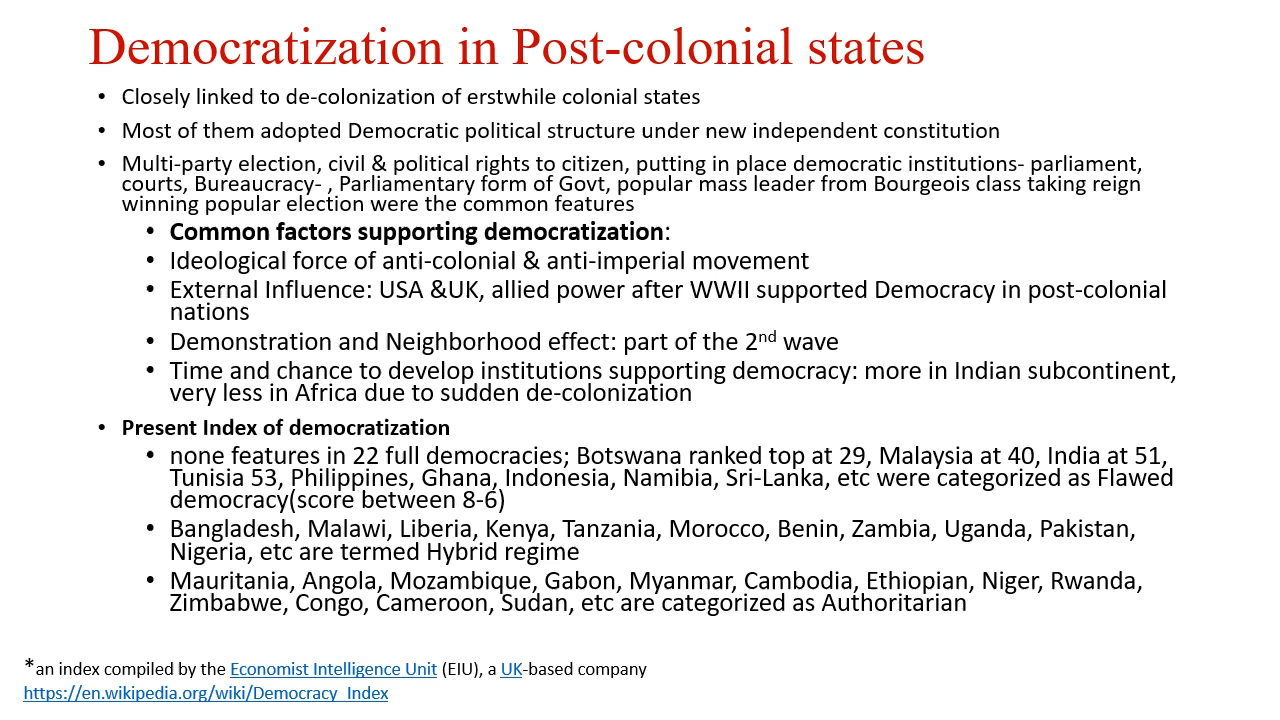 Democratization in Post-colonial states
• Closely linked to de-colonization of erstwhile colonial states
• Most of them adopted Democratic political structure under new independent constitution
• Multi-party election, civil & political rights to citizen, putting in place democratic institutions- parliament,
courts, Bureaucracy- , Parliamentary form of Govt, popular mass leader from Bourgeois class taking reign
winning popular election were the common features
• Common factors supporting democratization:
• Ideological force of anti-colonial & anti-imperial movement
• External Influence: USA &UK, allied power after WWII supported Democracy in post-colonial
nations
• Demonstration and Neighborhood effect: part of the 2nd wave
• Time and chance to develop institutions supporting democracy: more in Indian subcontinent,
very less in Africa due to sudden de-colonization
• Present Index of democratization
• none features in 22 full democracies; Botswana ranked top at 29, Malaysia at 40, India at 51,
Tunisia 53, Philippines, Ghana, Indonesia, Namibia, Sri-Lanka, etc were categorized as Flawed
democracy(score between 8-6)
• Bangladesh, Malawi, Liberia, Kenya, Tanzania, Morocco, Benin, Zambia, Uganda, Pakistan,
Nigeria, etc are termed Hybrid regime
• Mauritania, Angola, Mozambique, Gabon, Myanmar, Cambodia, Ethiopian, Niger, Rwanda,
Zimbabwe, Congo, Cameroon, Sudan, etc are categorized as Authoritarian
*an index compiled by the Economist Intelligence Unit (EIU), a UK-based company
https://en.wikipedia.org/wiki/Democracy_Index